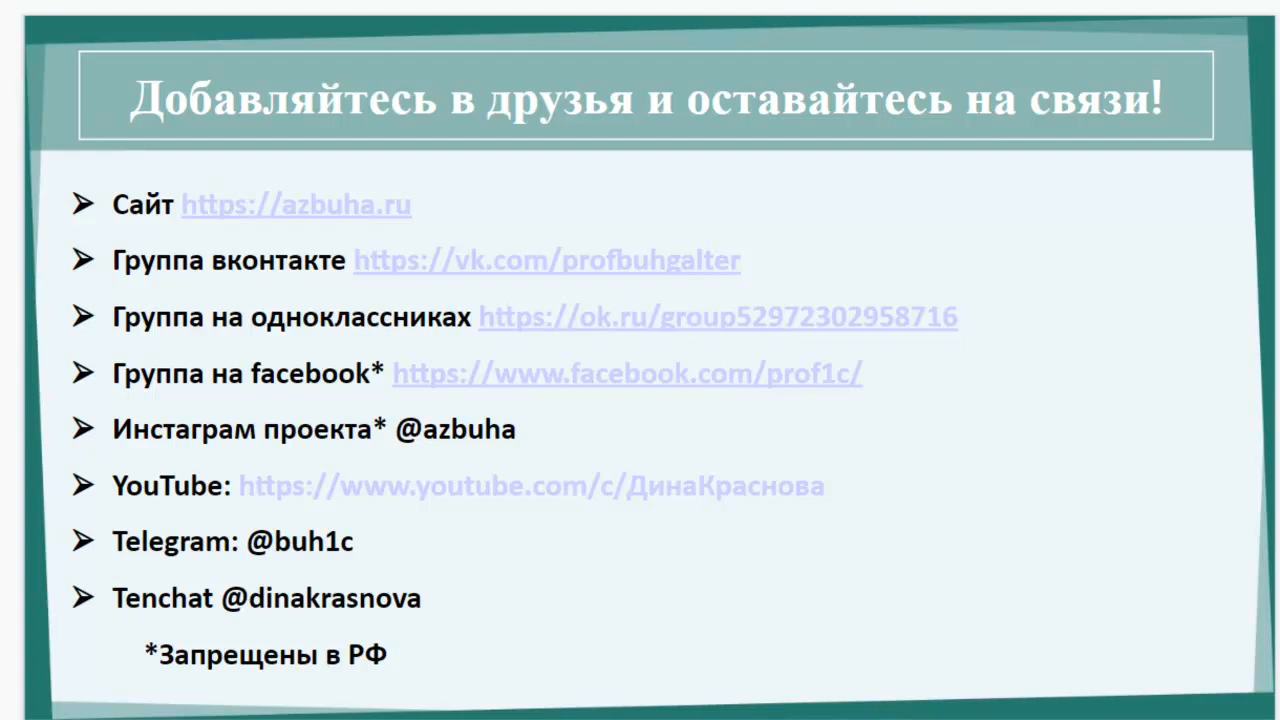 Добавляйтесь в друзья и оставайтесь на связи!
➢ Сайт https://azbuha.ru
➢ Группа вконтакте https://vk.com/profbuhgalter
➢ Группа на одноклассниках https://ok.ru/group52972302958716
➢ Группа на facebook* https://www.facebook.com/prof1c/
➢ Инстаграм проекта* @azbuha
➢ YouTube: https://www.youtube.com/c/ДинаКраснова
➢ Telegram: @buh1c
➢ Tenchat @dinakrasnova
*Запрещены в РФ